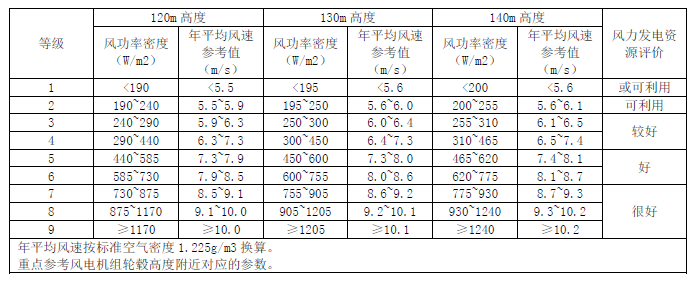 等级 120m 高度 130m 高度 140m 高度 风力发电资源评价
风功率密度（W/m2） 年平均风速参考值（m/s） 风功率密度（W/m2） 年平均风速参考值（m/s） 风功率密度（W/m2） 年平均风速参考值（m/s）
1 <190 <5.5 <195 <5.6 <200 <5.6 或可利用
2 190~240 5.5~5.9 195~250 5.6~6.0 200~255 5.6~6.1 可利用
3 240~290 5.9~6.3 250~300 6.0~6.4 255~310 6.1~6.5 较好
4 290~440 6.3~7.3 300~450 6.4~7.3 310~465 6.5~7.4
5 440~585 7.3~7.9 450~600 7.3~8.0 465~620 7.4~8.1 好
6 585~730 7.9~8.5 600~755 8.0~8.6 620~775 8.1~8.7
7 730~875 8.5~9.1 755~905 8.6~9.2 775~930 8.7~9.3 很好
8 875~1170 9.1~10.0 905~1205 9.2~10.1 930~1240 9.3~10.2
9 ≥1170 ≥10.0 ≥1205 ≥10.1 ≥1240 ≥10.2
年平均风速按标准空气密度 1.225g/m3 换算。
重点参考风电机组轮毂高度附近对应的参数。